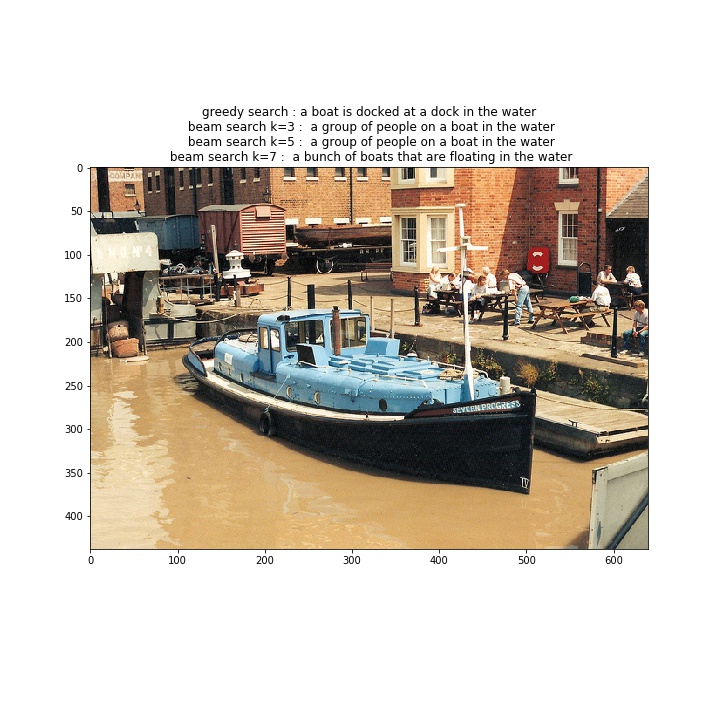 greedy search : a boat is docked at a dock in the water
beam search k=3 :  a group of people on a boat in the water
beam search k=5 :  a group of people on a boat in the water
beam search k=7 :  a bunch of boats that are floating in the water
0
50
100
150
200
250
300
350
400
0 100 200 300 400 500 600
SEVERN PROGRESS